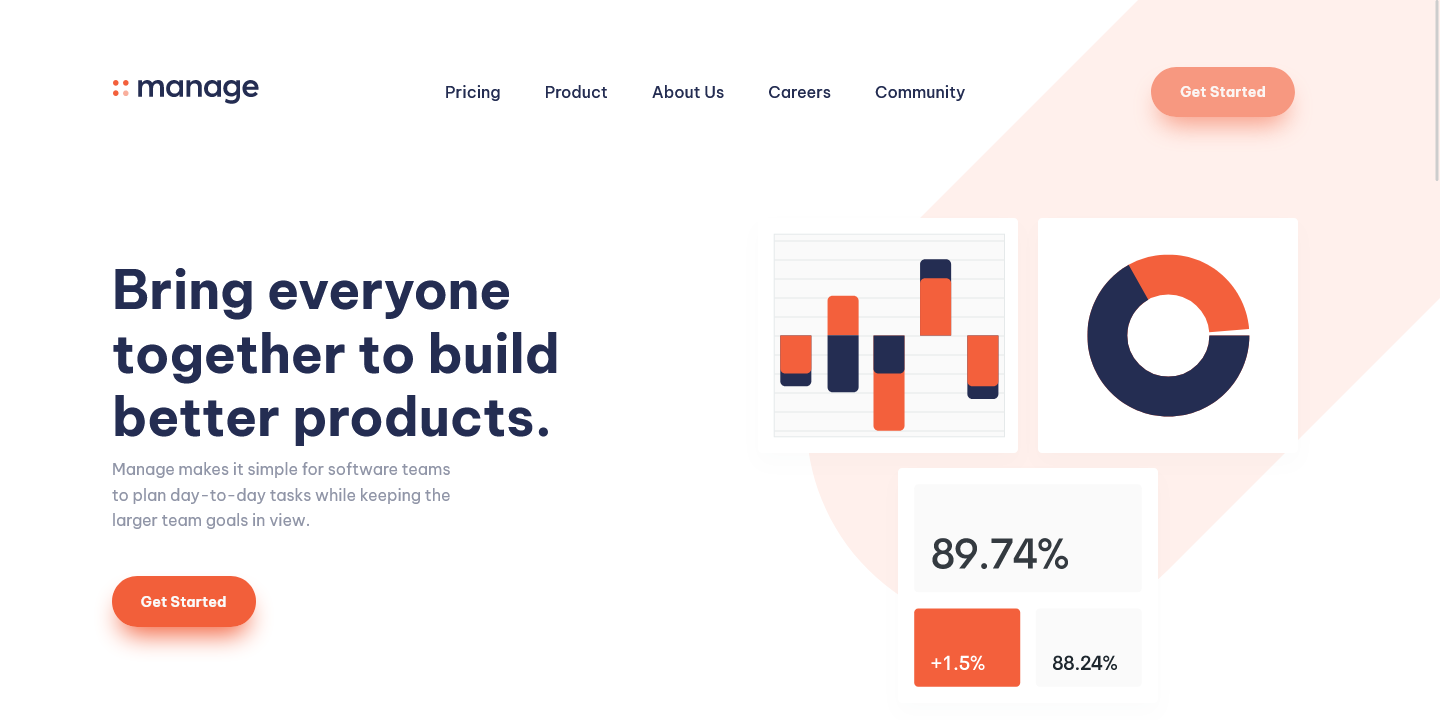 manage
Pricing
Product
About Us
Careers
Community
Get Started
Bring everyone
together to build
better products.
Manage makes it simple for software teams
to plan day-to-day tasks while keeping the
larger team goals in view.
Get Started
89.74%
+1.5%
88.24%